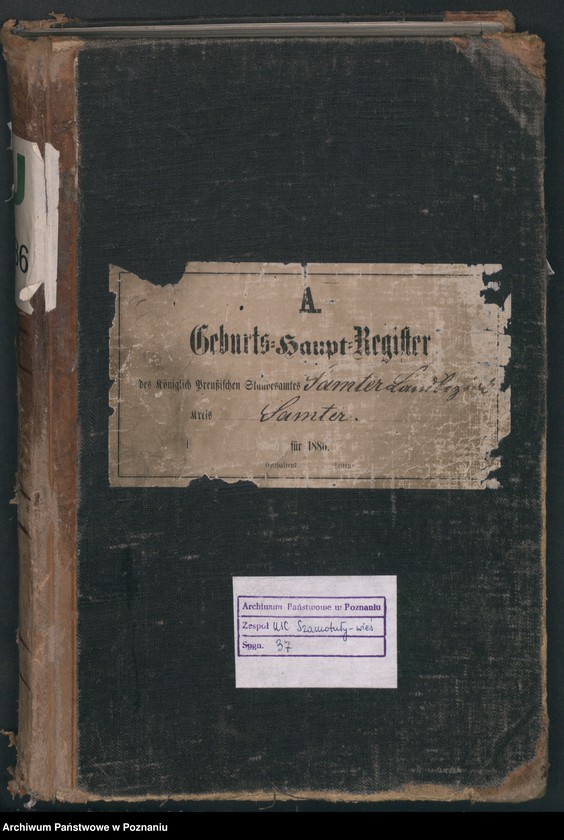 J
86
A.
Geburts-Haupt-Register
des Königlich Preußischen Standesamtes Samter Landbezirk
Kreis Samter.
für 1886.
Archiwum Państwowe w Poznaniu
Zespół USC Szamotuły-wieś
Sygn. 37
Archiwum Państwowe w Poznaniu